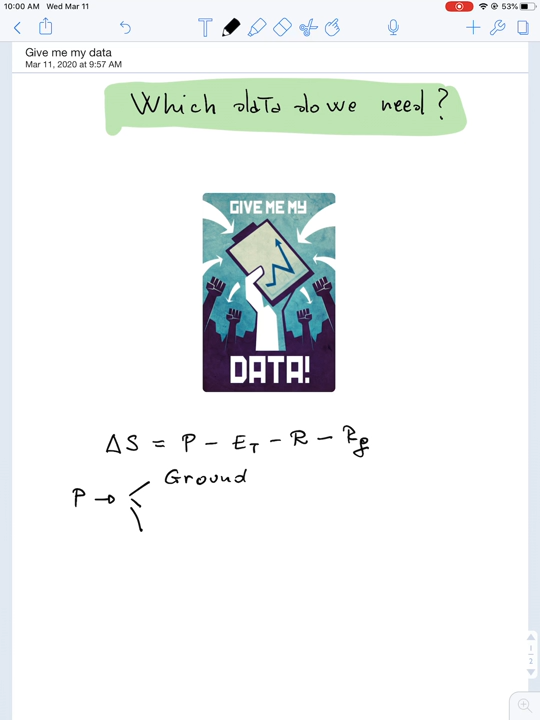 10:00 AM Wed Mar 11
53%
T
Give me my data
Mar 11, 2020 at 9:57 AM
Which data do we need?
GIVE ME MY
DATA!
ΔS = P - E_T - R - Rg
P → Ground
1
2